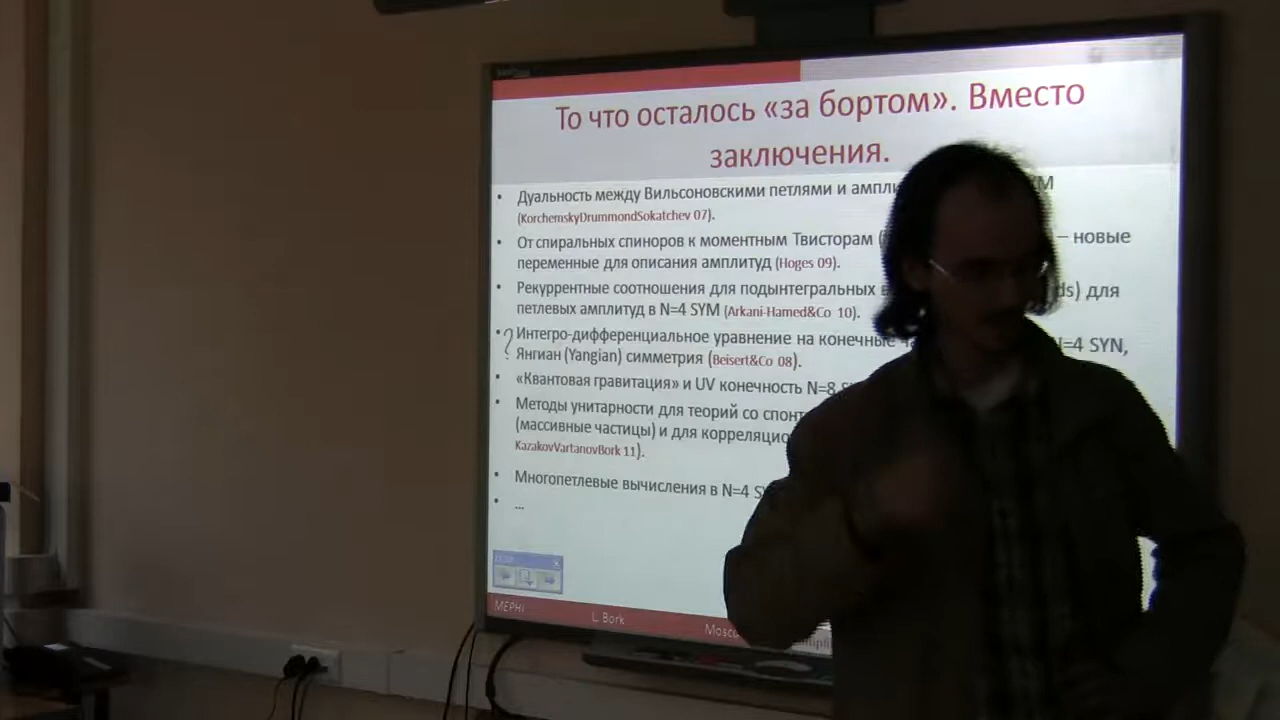 То что осталось «за бортом». Вместо
заключения.
• Дуальность между Вильсоновскими петлями и
(KorchemskyDrummondSokatchev 07).
• От спиральных спиноров к моментным Твисторам ( – новые
переменные для описания амплитуд (Hoges 09).
• Рекуррентные соотношения для подынтегральных ds) для
петлевых амплитуд в N=4 SYM (Arkani-Hamed&Co 10).
• ? Интегро-дифференциальное уравнение на конечные N=4 SYN,
Янгиан (Yangian) симметрия (Beisert&Co 08).
• «Квантовая гравитация» и UV конечность N=8
• Методы унитарности для теорий со
(массивные частицы) и для
KazakovVartanovBork 11).
• Многопетлевые вычисления в N=4
• ...
MEPHI L. Bork